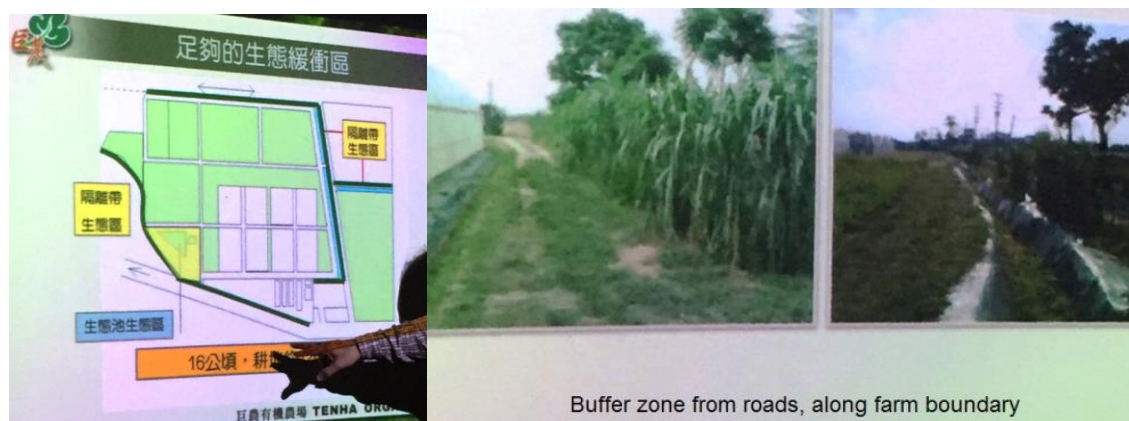 足夠的生態緩衝區
隔離帶
生態區
隔離帶
生態區
生態池生態區
16公頃，耕
巨農有機農場 TENHA
Buffer zone from roads, along farm boundary